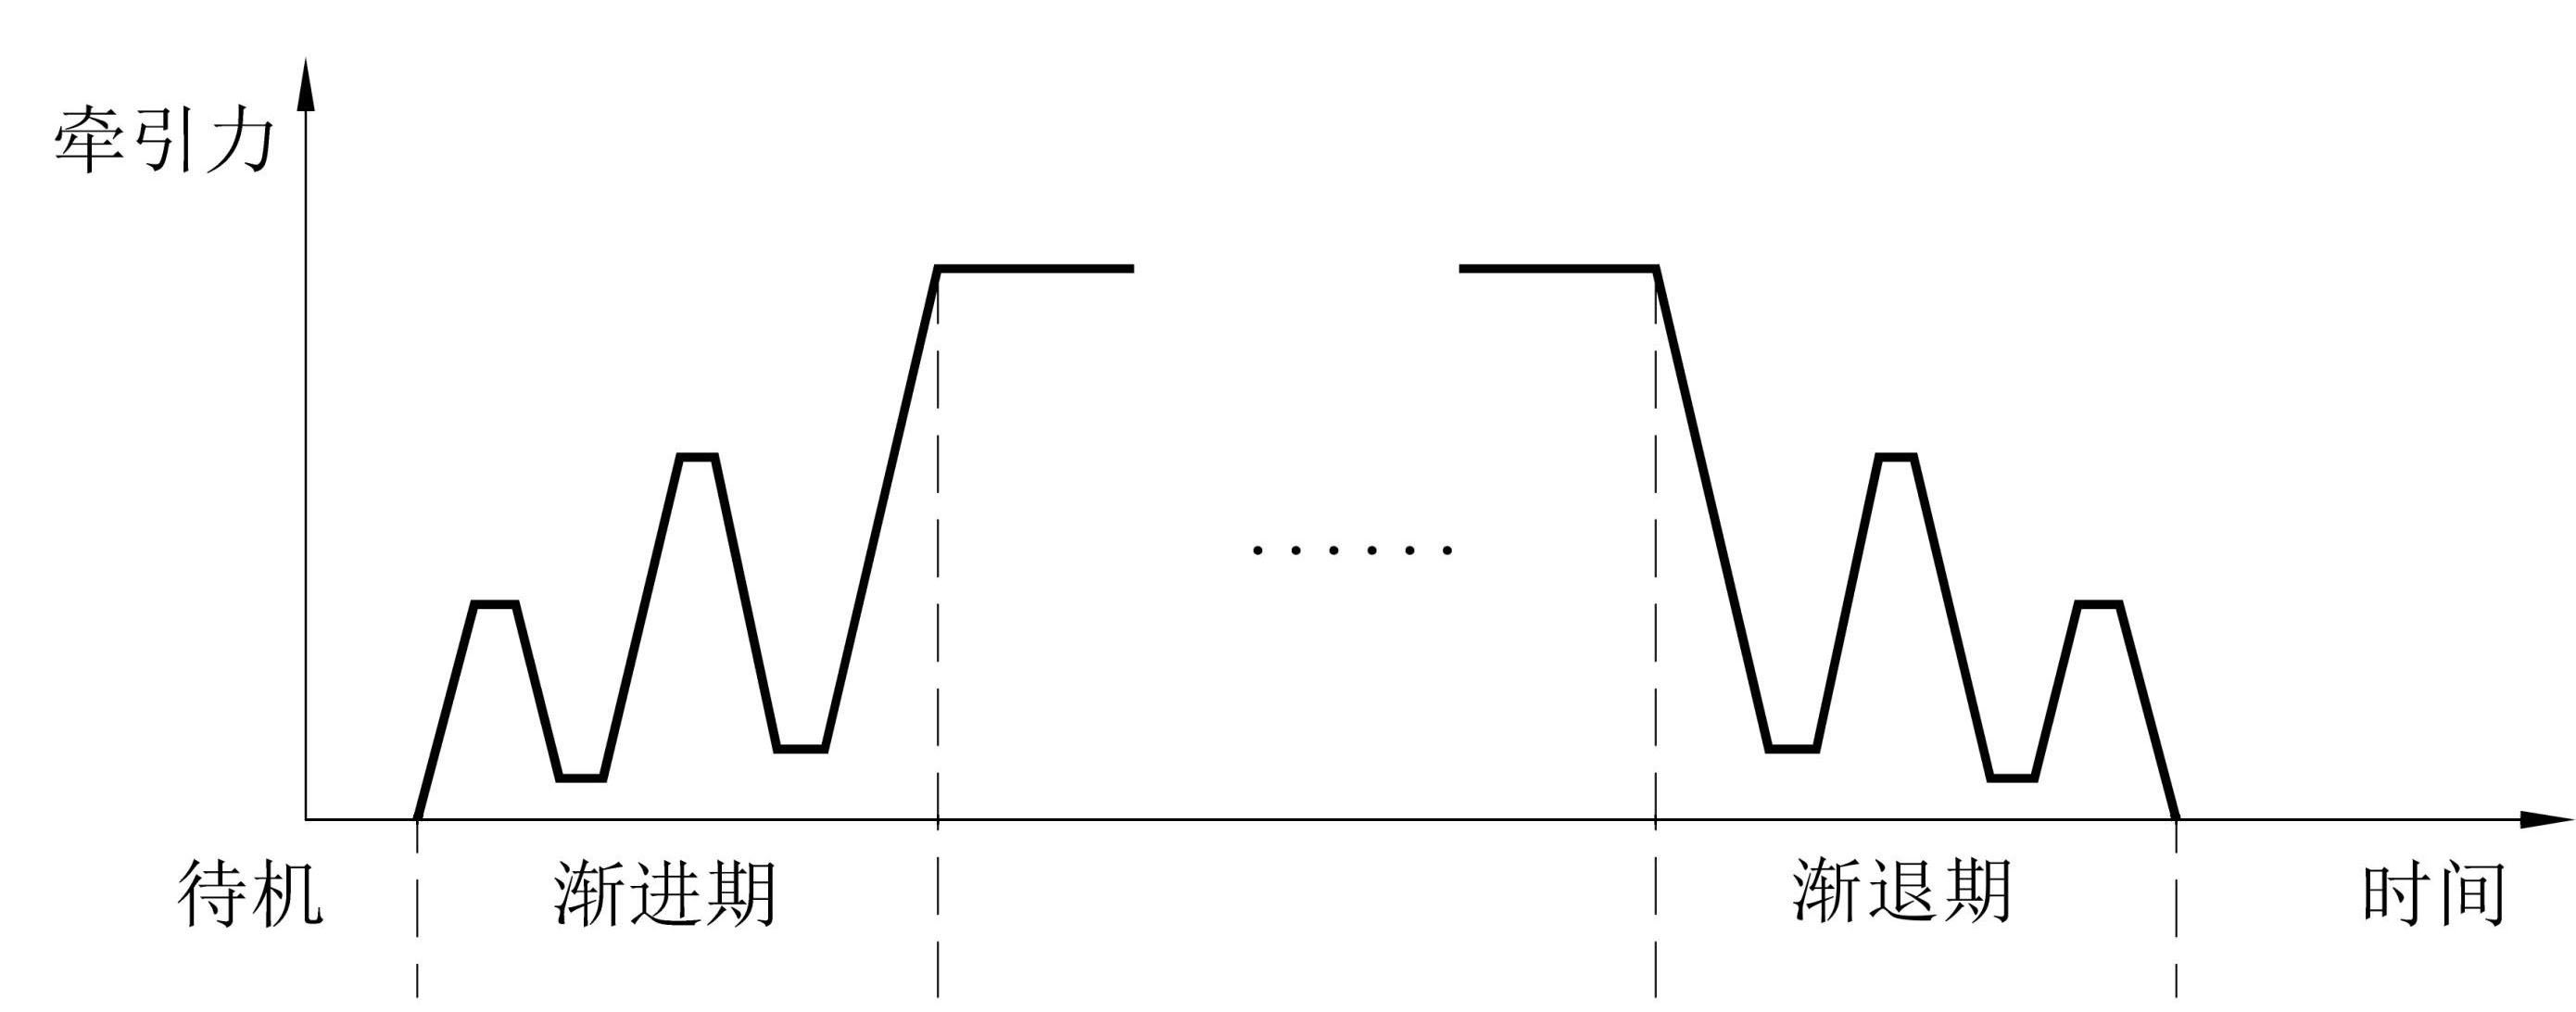 牵引力
......
待机
渐进期
渐退期
时间